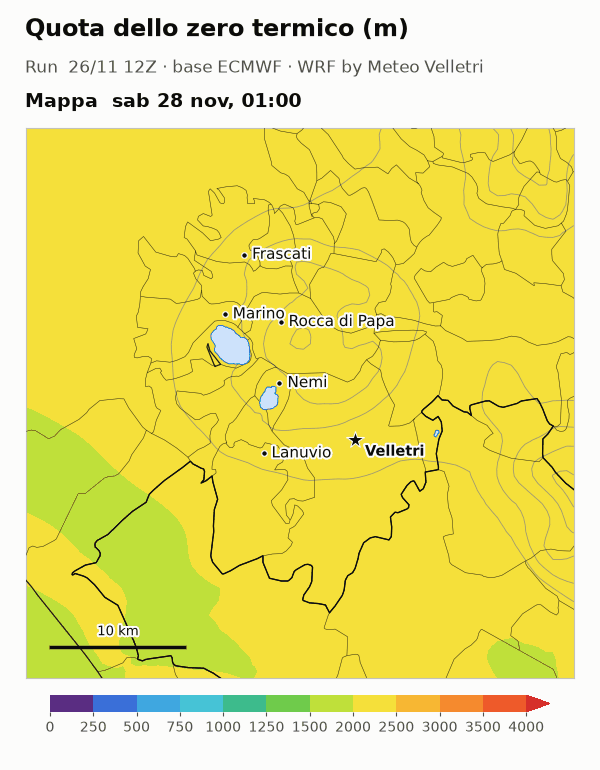 Quota dello zero termico (m)
Run  26/11 12Z · base ECMWF · WRF by Meteo Velletri
Mappa  sab 28 nov, 01:00
Frascati
Marino
Rocca di Papa
Nemi
Velletri
Lanuvio
10 km
0 250 500 750 1000 1250 1500 2000 2500 3000 3500 4000